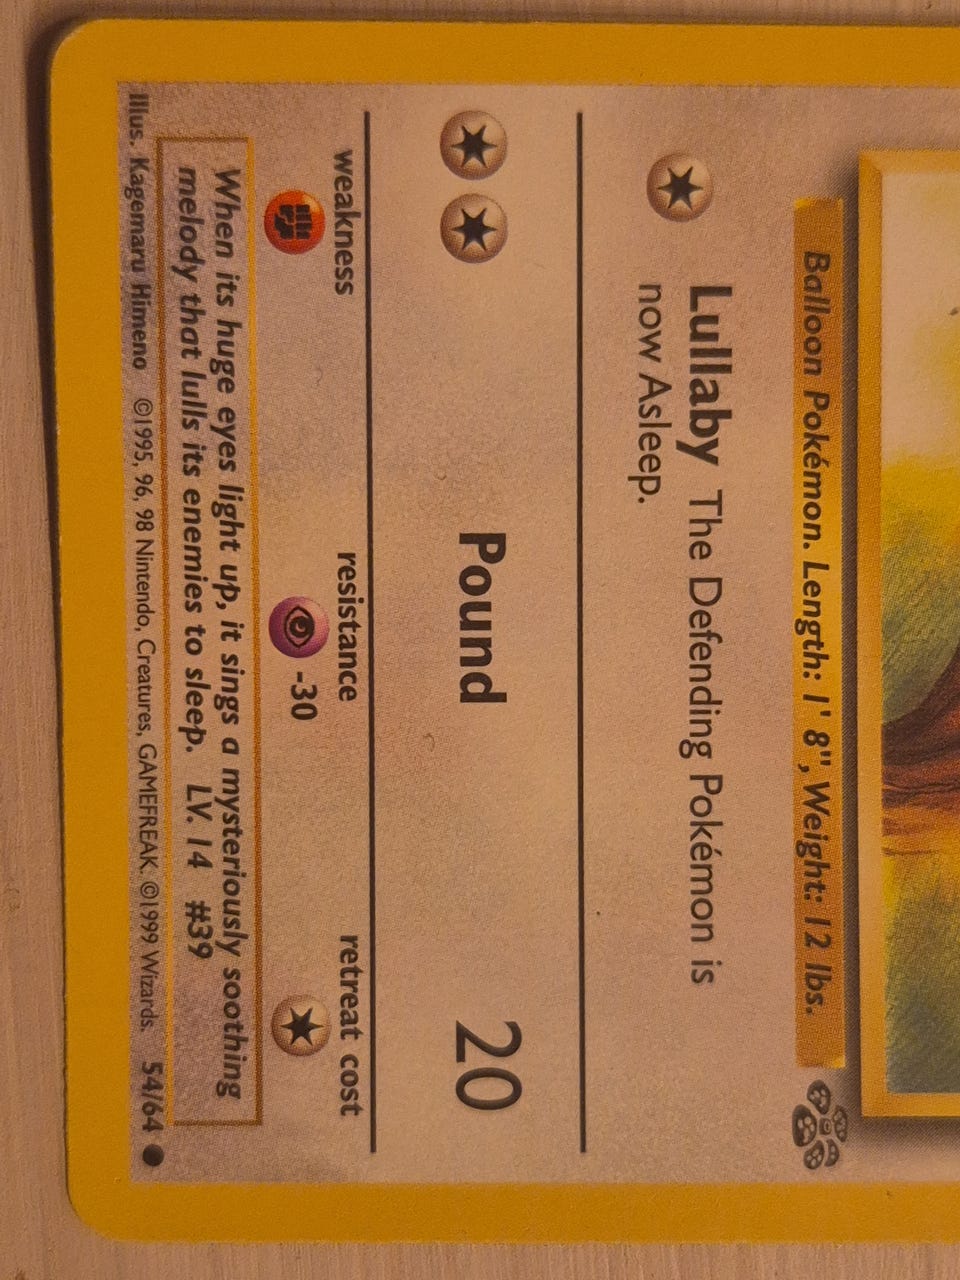 Balloon Pokémon. Length: 1' 8", Weight: 12 lbs.
Lullaby The Defending Pokémon is
now Asleep.
Pound 20
weakness resistance retreat cost
-30
When its huge eyes light up, it sings a mysteriously soothing
melody that lulls its enemies to sleep. LV. 14 #39
Illus. Kagemaru Himeno ©1995, 96, 98 Nintendo, Creatures, GAMEFREAK. ©1999 Wizards. 54/64